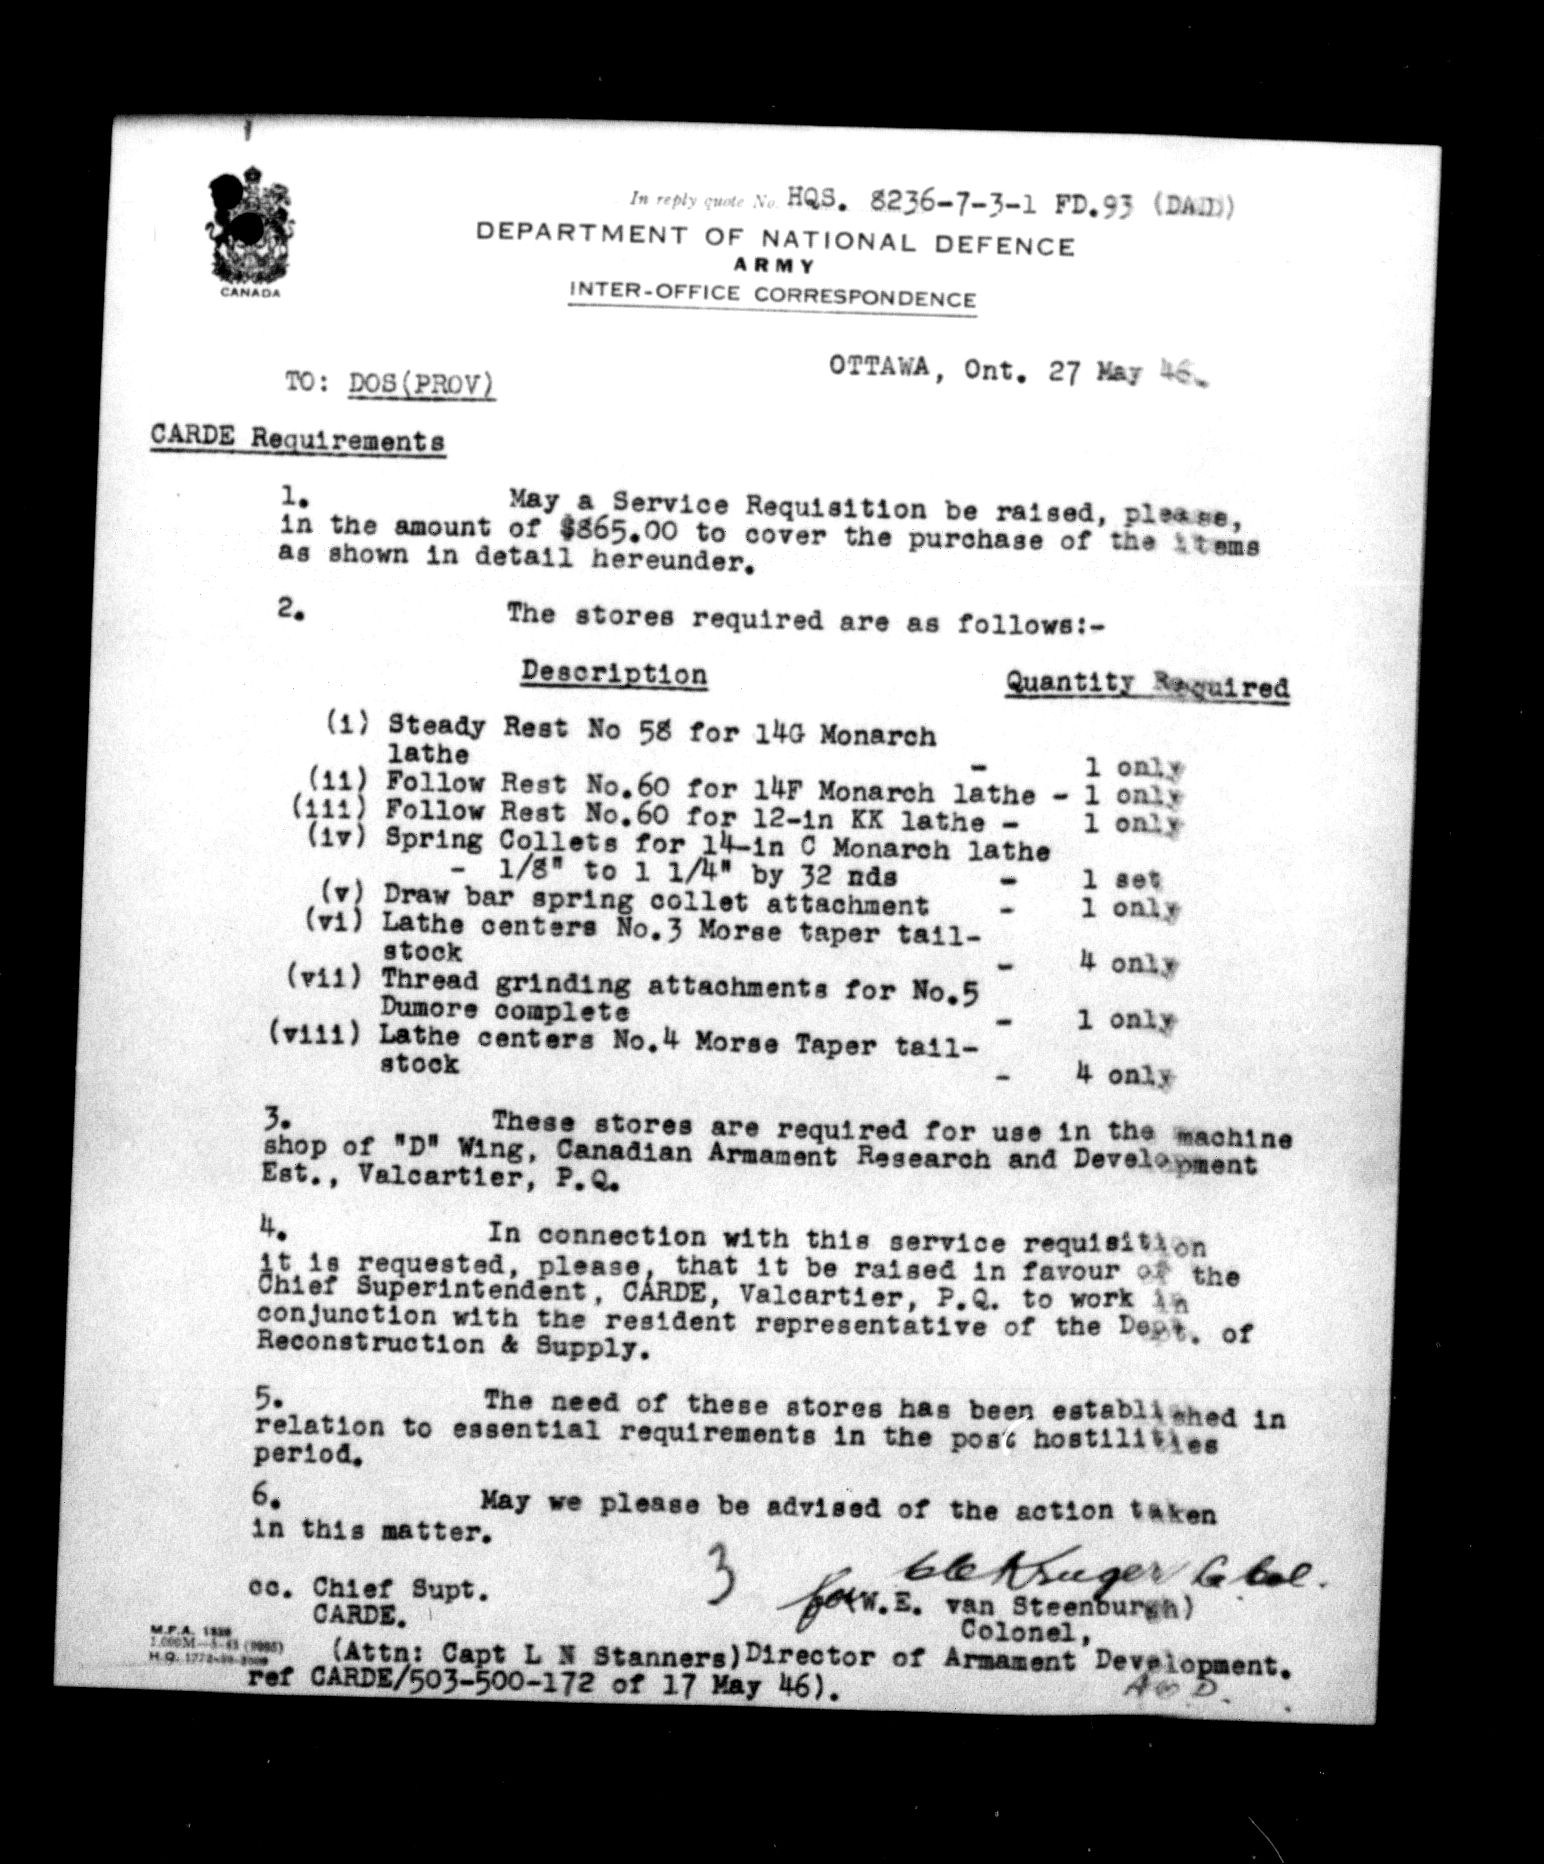 In reply quote No. HQS. 8236-7-3-1 FD.93 (DAD)
DEPARTMENT OF NATIONAL DEFENCE
ARMY
INTER-OFFICE CORRESPONDENCE
CANADA
OTTAWA, Ont. 27 May 46.
TO: DOS(PROV)
CARDE Requirements
1. May a Service Requisition be raised, please,
in the amount of $865.00 to cover the purchase of the items
as shown in detail hereunder.
2. The stores required are as follows:-
Description Quantity Required
(i) Steady Rest No 58 for 14G Monarch
lathe - 1 only
(ii) Follow Rest No.60 for 14F Monarch lathe - 1 only
(iii) Follow Rest No.60 for 12-in KK lathe - 1 only
(iv) Spring Collets for 14-in C Monarch lathe
- 1/8" to 1 1/4" by 32 nds - 1 set
(v) Draw bar spring collet attachment - 1 only
(vi) Lathe centers No.3 Morse taper tail-
stock - 4 only
(vii) Thread grinding attachments for No.5
Dumore complete - 1 only
(viii) Lathe centers No.4 Morse Taper tail-
stock - 4 only
3. These stores are required for use in the machine
shop of "D" Wing, Canadian Armament Research and Development
Est., Valcartier, P.Q.
4. In connection with this service requisition
it is requested, please, that it be raised in favour of the
Chief Superintendent, CARDE, Valcartier, P.Q. to work in
conjunction with the resident representative of the Dept. of
Reconstruction & Supply.
5. The need of these stores has been established in
relation to essential requirements in the post hostilities
period.
6. May we please be advised of the action taken
in this matter.
3
Kruger
cc. Chief Supt. for (W.E. van Steenburgh)
CARDE. Colonel,
M.F.A.
(Attn: Capt L N Stanners) Director of Armament Development.
H.Q.
ref CARDE/503-500-172 of 17 May 46).